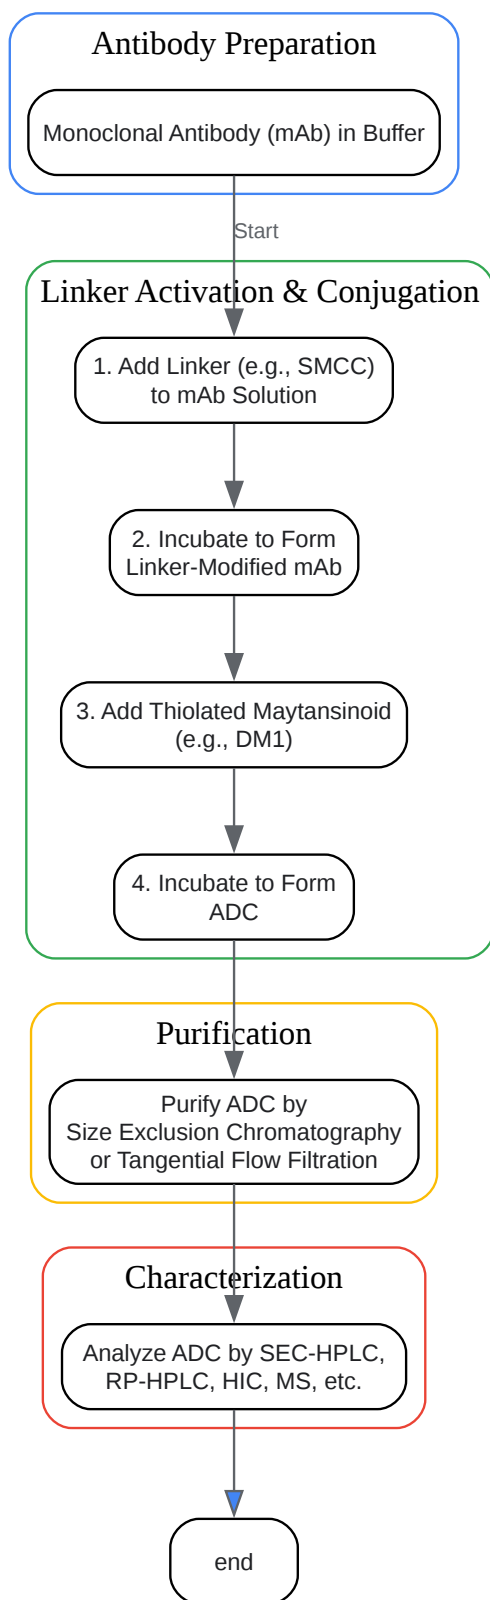 Antibody Preparation
Monoclonal Antibody (mAb) in Buffer
Start
Linker Activation & Conjugation
1. Add Linker (e.g., SMCC)
to mAb Solution
2. Incubate to Form
Linker-Modified mAb
3. Add Thiolated Maytansinoid
(e.g., DM1)
4. Incubate to Form
ADC
Purification
Purify ADC by
Size Exclusion Chromatography
or Tangential Flow Filtration
Characterization
Analyze ADC by SEC-HPLC,
RP-HPLC, HIC, MS, etc.
end